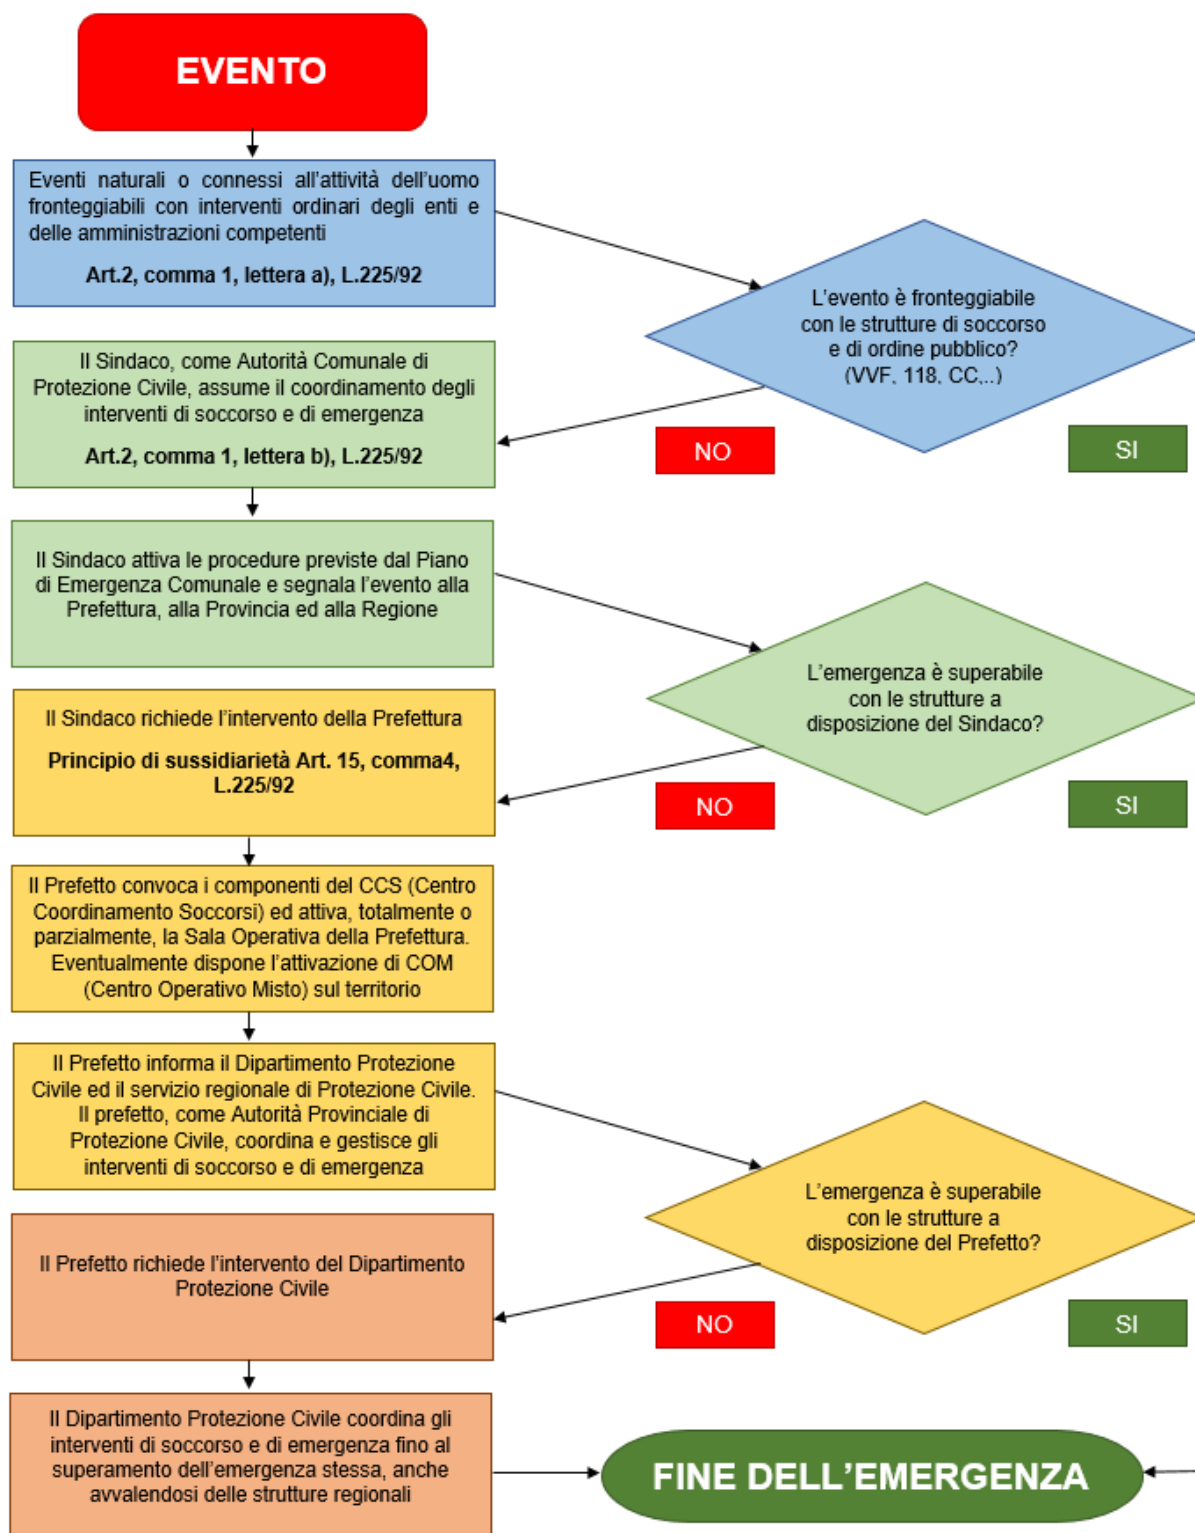 EVENTO
Eventi naturali o connessi all'attività dell'uomo
fronteggiabili con interventi ordinari degli enti e
delle amministrazioni competenti
Art.2, comma 1, lettera a), L.225/92
L'evento è fronteggiabile
con le strutture di soccorso
e di ordine pubblico?
(VVF, 118, CC,..)
NO
SI
Il Sindaco, come Autorità Comunale di
Protezione Civile, assume il coordinamento degli
interventi di soccorso e di emergenza
Art.2, comma 1, lettera b), L.225/92
Il Sindaco attiva le procedure previste dal Piano
di Emergenza Comunale e segnala l'evento alla
Prefettura, alla Provincia ed alla Regione
L'emergenza è superabile
con le strutture a
disposizione del Sindaco?
NO
SI
Il Sindaco richiede l'intervento della Prefettura
Principio di sussidiarietà Art. 15, comma4,
L.225/92
Il Prefetto convoca i componenti del CCS (Centro
Coordinamento Soccorsi) ed attiva, totalmente o
parzialmente, la Sala Operativa della Prefettura.
Eventualmente dispone l'attivazione di COM
(Centro Operativo Misto) sul territorio
Il Prefetto informa il Dipartimento Protezione
Civile ed il servizio regionale di Protezione Civile.
Il prefetto, come Autorità Provinciale di
Protezione Civile, coordina e gestisce gli
interventi di soccorso e di emergenza
L'emergenza è superabile
con le strutture a
disposizione del Prefetto?
NO
SI
Il Prefetto richiede l'intervento del Dipartimento
Protezione Civile
Il Dipartimento Protezione Civile coordina gli
interventi di soccorso e di emergenza fino al
superamento dell'emergenza stessa, anche
avvalendosi delle strutture regionali
FINE DELL'EMERGENZA